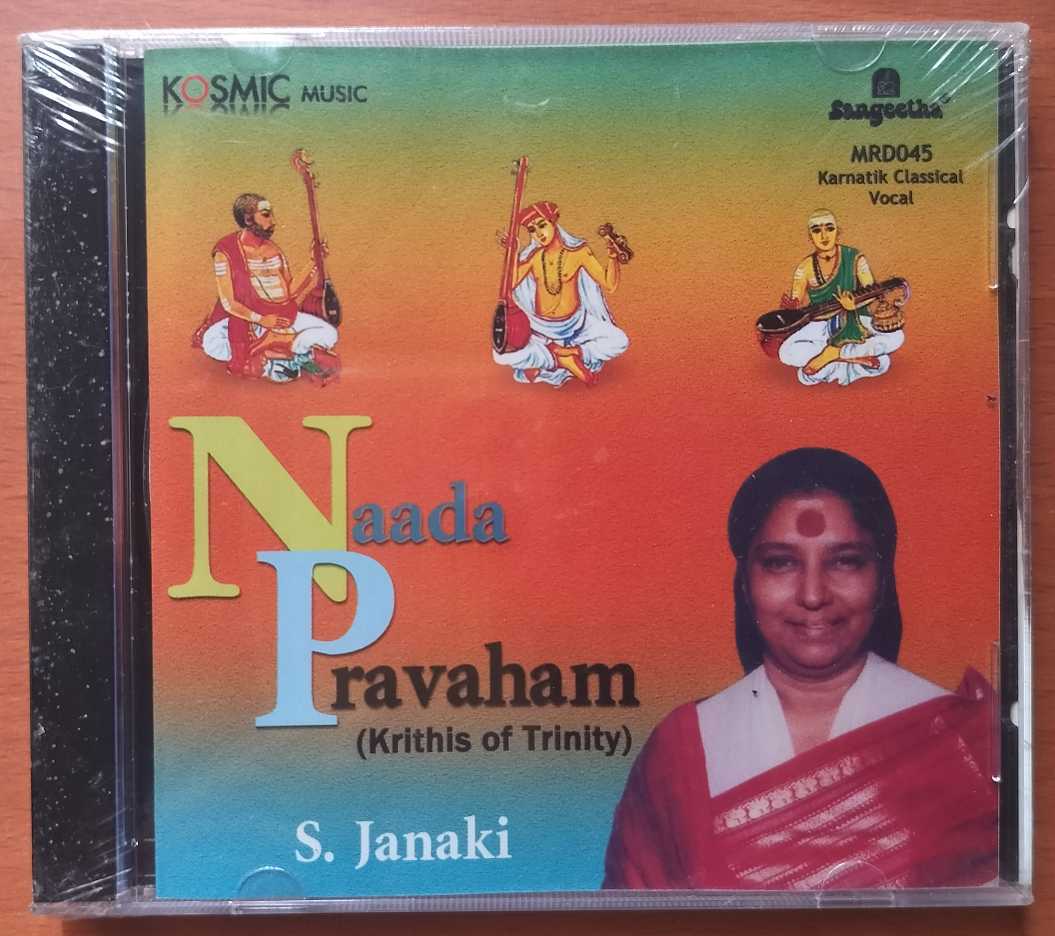 KOSMIC MUSIC
Sangeetha
MRD045
Karnatik Classical
Vocal
Naada
Pravaham
(Krithis of Trinity)
S. Janaki